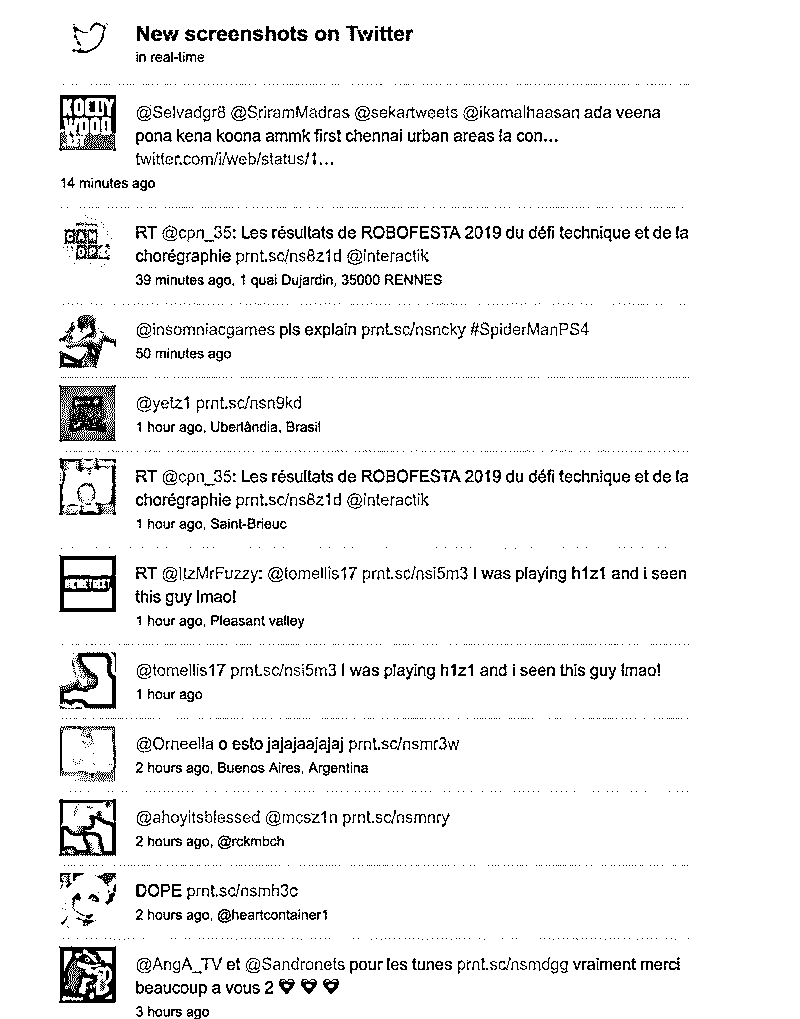 New screenshots on Twitter
in real-time
KOLLY
WOOD
@Selvadgr8 @SriramMadras @sekartweets @ikamalhaasan ada veena
pona kena koona ammk first chennai urban areas la con...
twitter.com/i/web/status/1...
14 minutes ago
RT @cpn_35: Les résultats de ROBOFESTA 2019 du défi technique et de la
chorégraphie prnt.sc/ns8z1d @interactik
39 minutes ago, 1 quai Dujardin, 35000 RENNES
@insomniacgames pls explain prnt.sc/nsncky #SpiderManPS4
50 minutes ago
@yetz1 prnt.sc/nsn9kd
1 hour ago, Uberlândia, Brasil
RT @cpn_35: Les résultats de ROBOFESTA 2019 du défi technique et de la
chorégraphie prnt.sc/ns8z1d @interactik
1 hour ago, Saint-Brieuc
RT @ItzMrFuzzy: @tomellis17 prnt.sc/nsi5m3 I was playing h1z1 and i seen
this guy lmao!
1 hour ago, Pleasant valley
@tomellis17 prnt.sc/nsi5m3 I was playing h1z1 and i seen this guy lmao!
1 hour ago
@Orneella o esto jajajaajajaj prnt.sc/nsmr3w
2 hours ago, Buenos Aires, Argentina
@ahoyitsblessed @mcsz1n prnt.sc/nsmnry
2 hours ago, @rckmbch
DOPE prnt.sc/nsmh3c
2 hours ago, @heartcontainer1
@AngA_TV et @Sandronets pour les tunes prnt.sc/nsmdgg vraiment merci
beaucoup a vous 2 ♥ ♥ ♥
3 hours ago